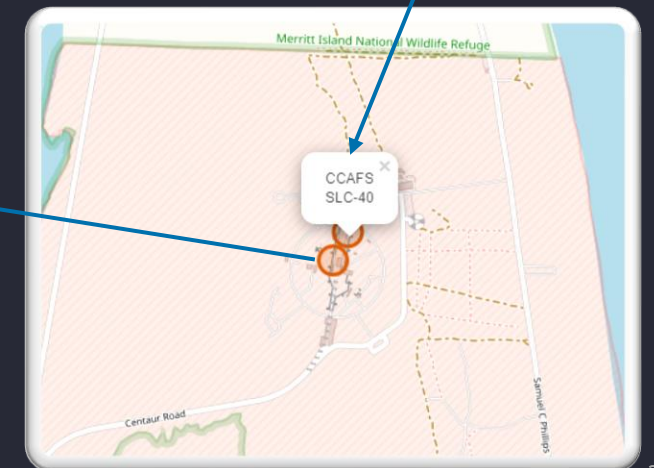 Merritt Island National Wildlife Refuge
CCAFS
SLC-40
Centaur Road
Samuel C Phillips